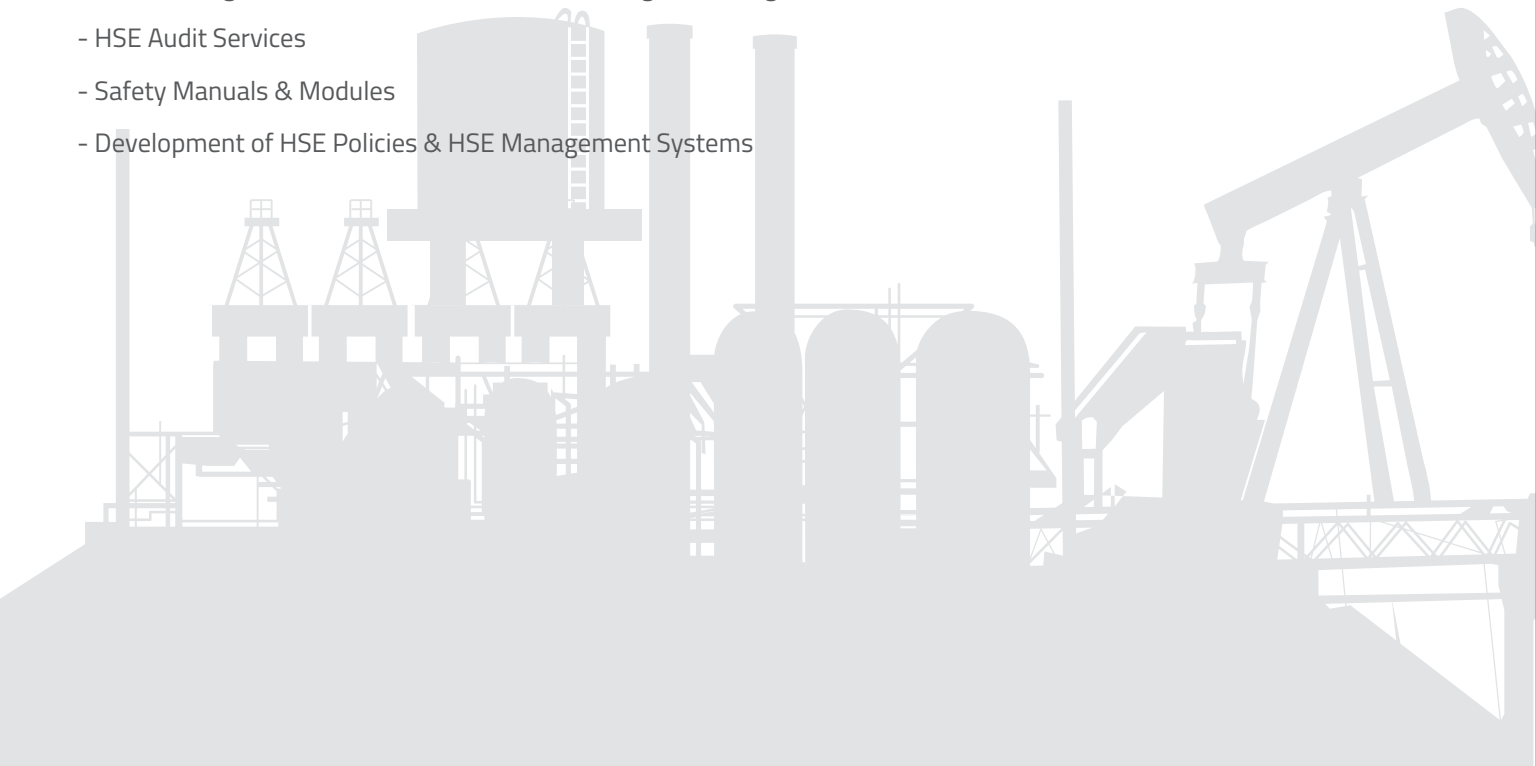 - HSE Audit Services
- Safety Manuals & Modules
- Development of HSE Policies & HSE Management Systems